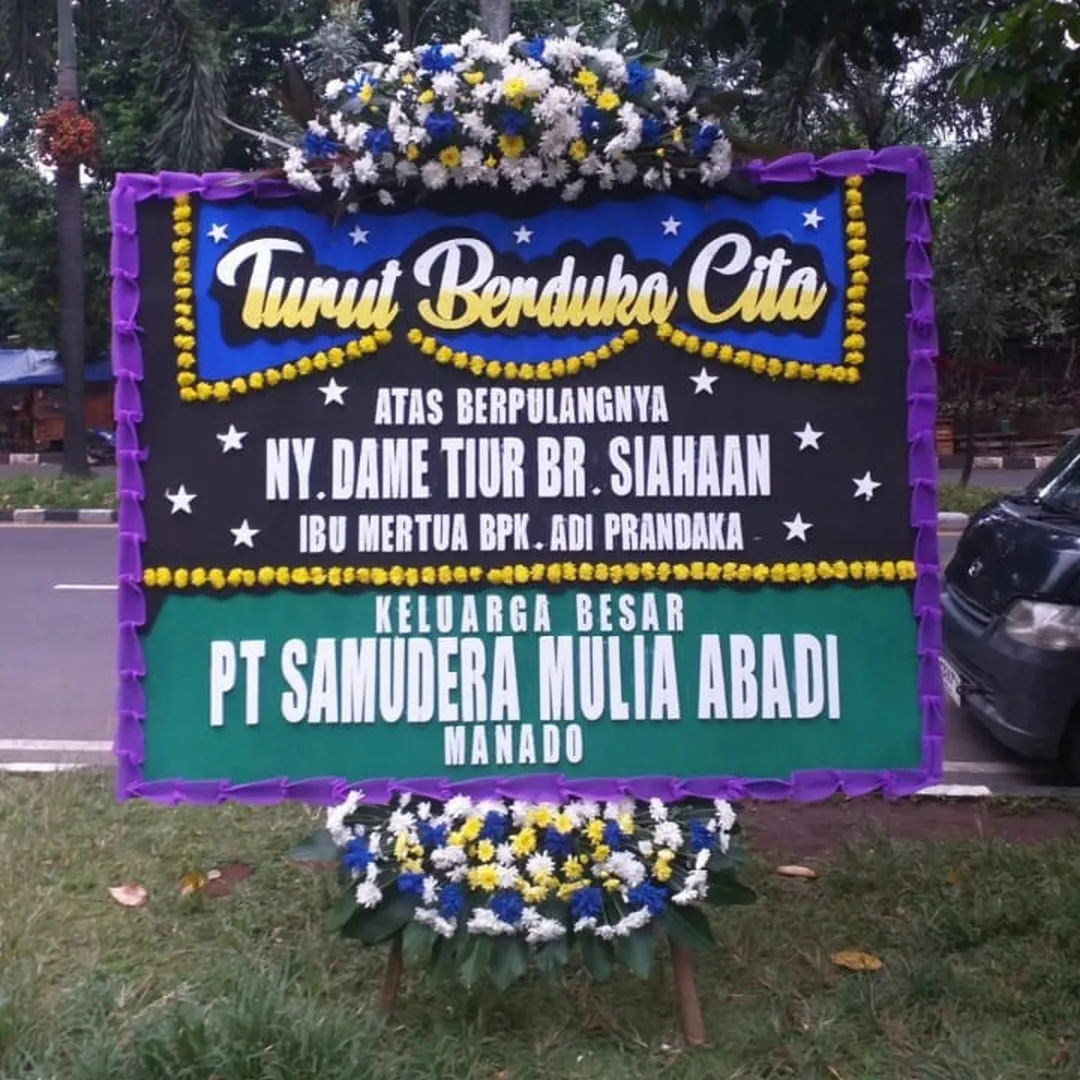 Turut Berduka Cita
ATAS BERPULANGNYA
NY. DAME TIUR BR. SIAHAAN
IBU MERTUA BPK. ADI PRANDAKA
KELUARGA BESAR
PT SAMUDERA MULIA ABADI
MANADO